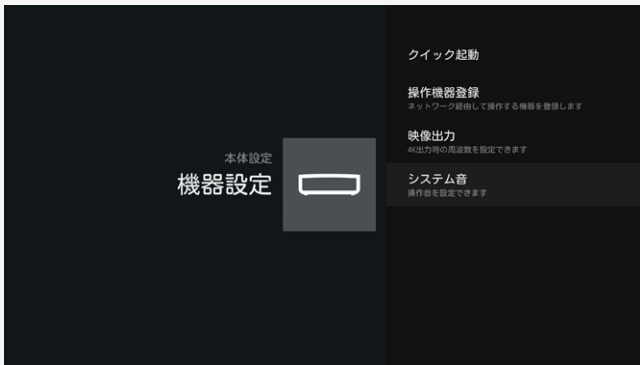 本体設定
機器設定
クイック起動
操作機器登録
ネットワーク経由して操作する機器を登録します
映像出力
4K出力時の周波数を設定できます
システム音
操作音を設定できます